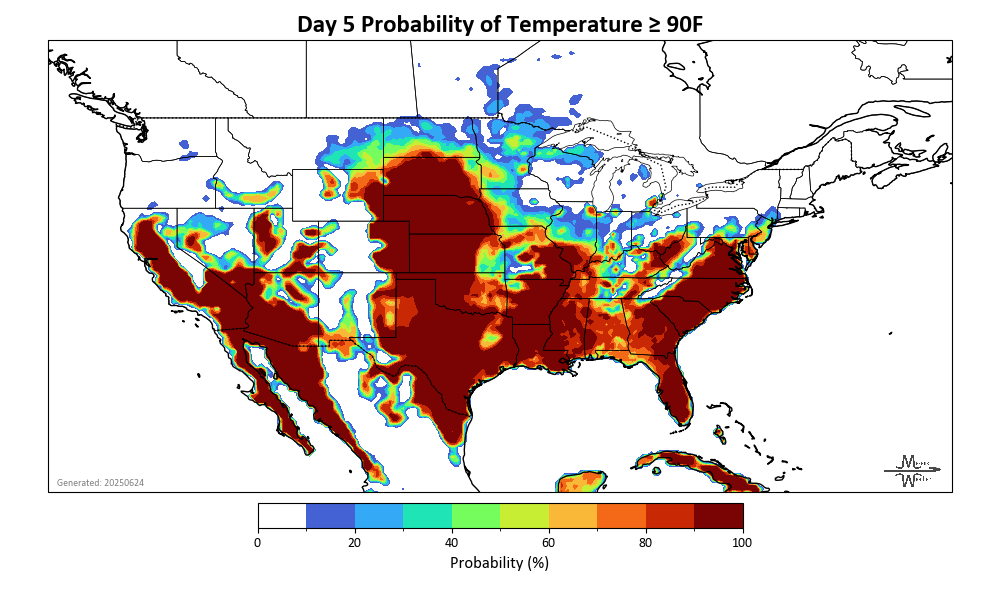 Day 5 Probability of Temperature ≥ 90F
Generated: 20250624
0 20 40 60 80 100
Probability (%)